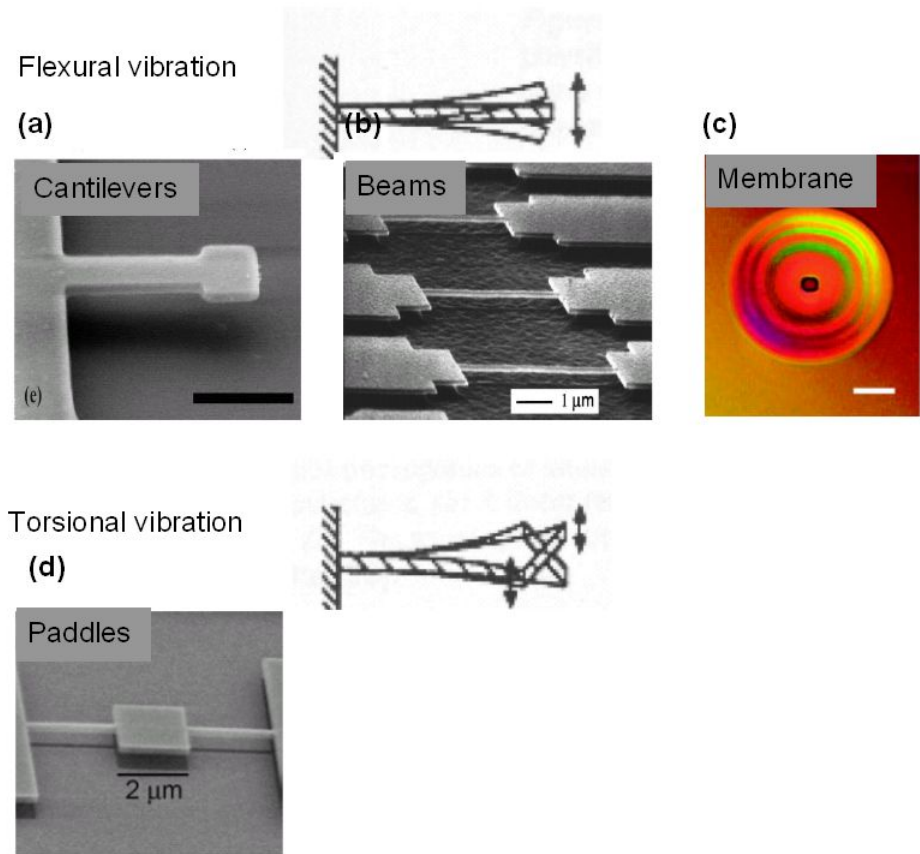 Flexural vibration
(a)
(b)
(c)
Cantilevers
Beams
Membrane
(e)
1 μm
Torsional vibration
(d)
Paddles
2 μm